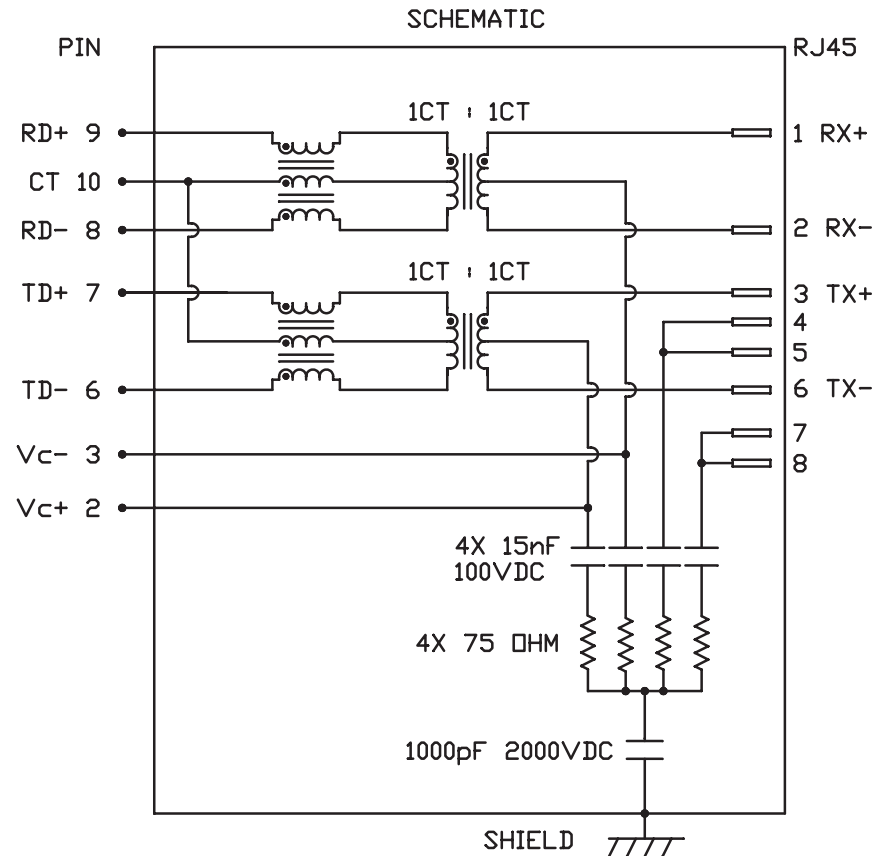 SCHEMATIC
PIN
RJ45
1CT : 1CT
RD+ 9
1 RX+
CT 10
RD- 8
2 RX-
1CT : 1CT
TD+ 7
3 TX+
4
5
TD- 6
6 TX-
7
Vc- 3
8
Vc+ 2
4X 15nF
100VDC
4X 75 OHM
1000pF 2000VDC
SHIELD